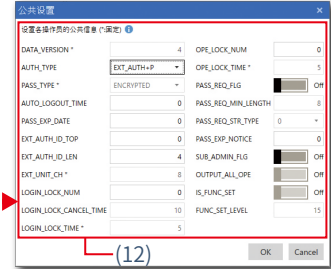 公共设置
×
设置各操作员的公共信息 (*:固定)
DATA_VERSION * 4
AUTH_TYPE EXT_AUTH+P
PASS_TYPE * ENCRYPTED
AUTO_LOGOUT_TIME 0
PASS_EXP_DATE 0
EXT_AUTH_ID_TOP 0
EXT_AUTH_ID_LEN 4
EXT_UNIT_CH * 8
LOGIN_LOCK_NUM 0
LOGIN_LOCK_CANCEL_TIME 10
LOGIN_LOCK_TIME * 5
OPE_LOCK_NUM 0
OPE_LOCK_TIME * 5
PASS_REQ_FLG Off
PASS_REQ_MIN_LENGTH 8
PASS_REQ_STR_TYPE 0
PASS_EXP_NOTICE 0
SUB_ADMIN_FLG Off
OUTPUT_ALL_OPE Off
IS_FUNC_SET Off
FUNC_SET_LEVEL 15
(12)
OK Cancel